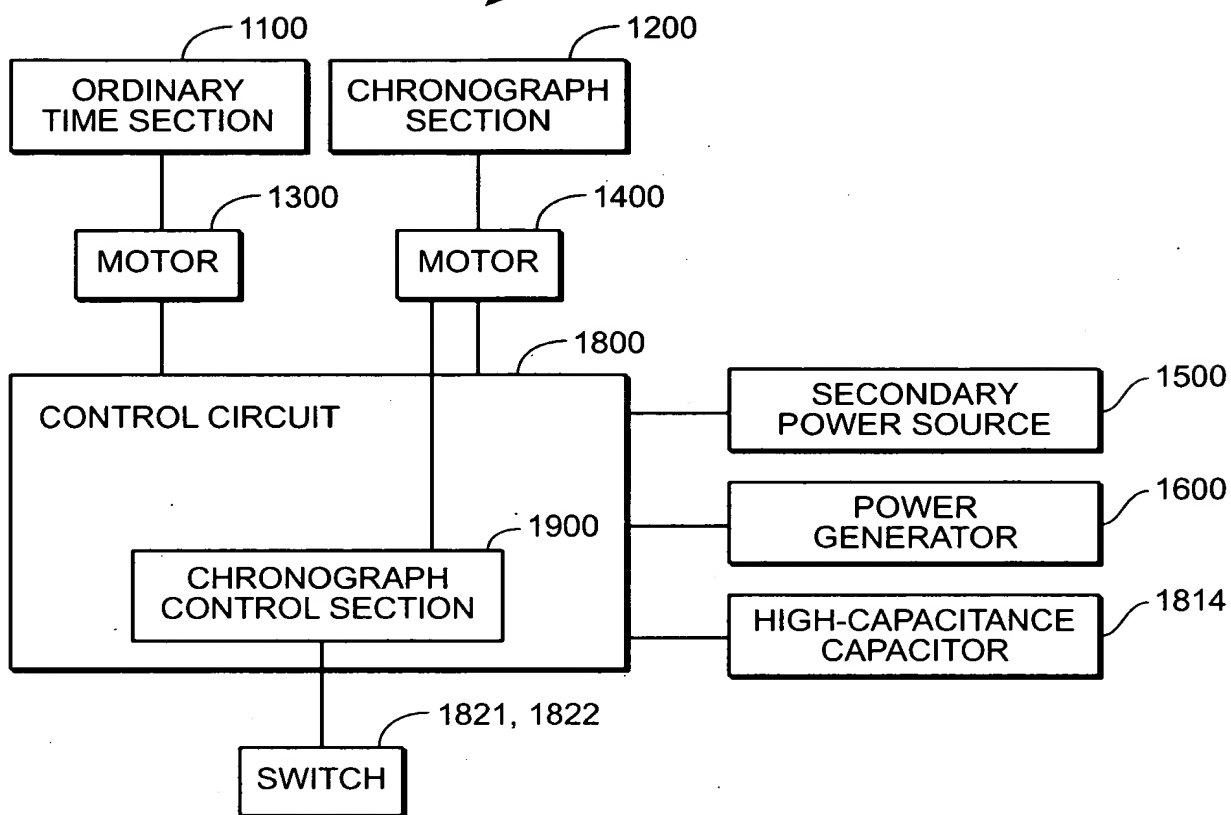 1100
1200
ORDINARY
TIME SECTION
CHRONOGRAPH
SECTION
1300
1400
MOTOR
MOTOR
1800
CONTROL CIRCUIT
1500
SECONDARY
POWER SOURCE
1600
POWER
GENERATOR
1900
CHRONOGRAPH
CONTROL SECTION
1814
HIGH-CAPACITANCE
CAPACITOR
1821, 1822
SWITCH